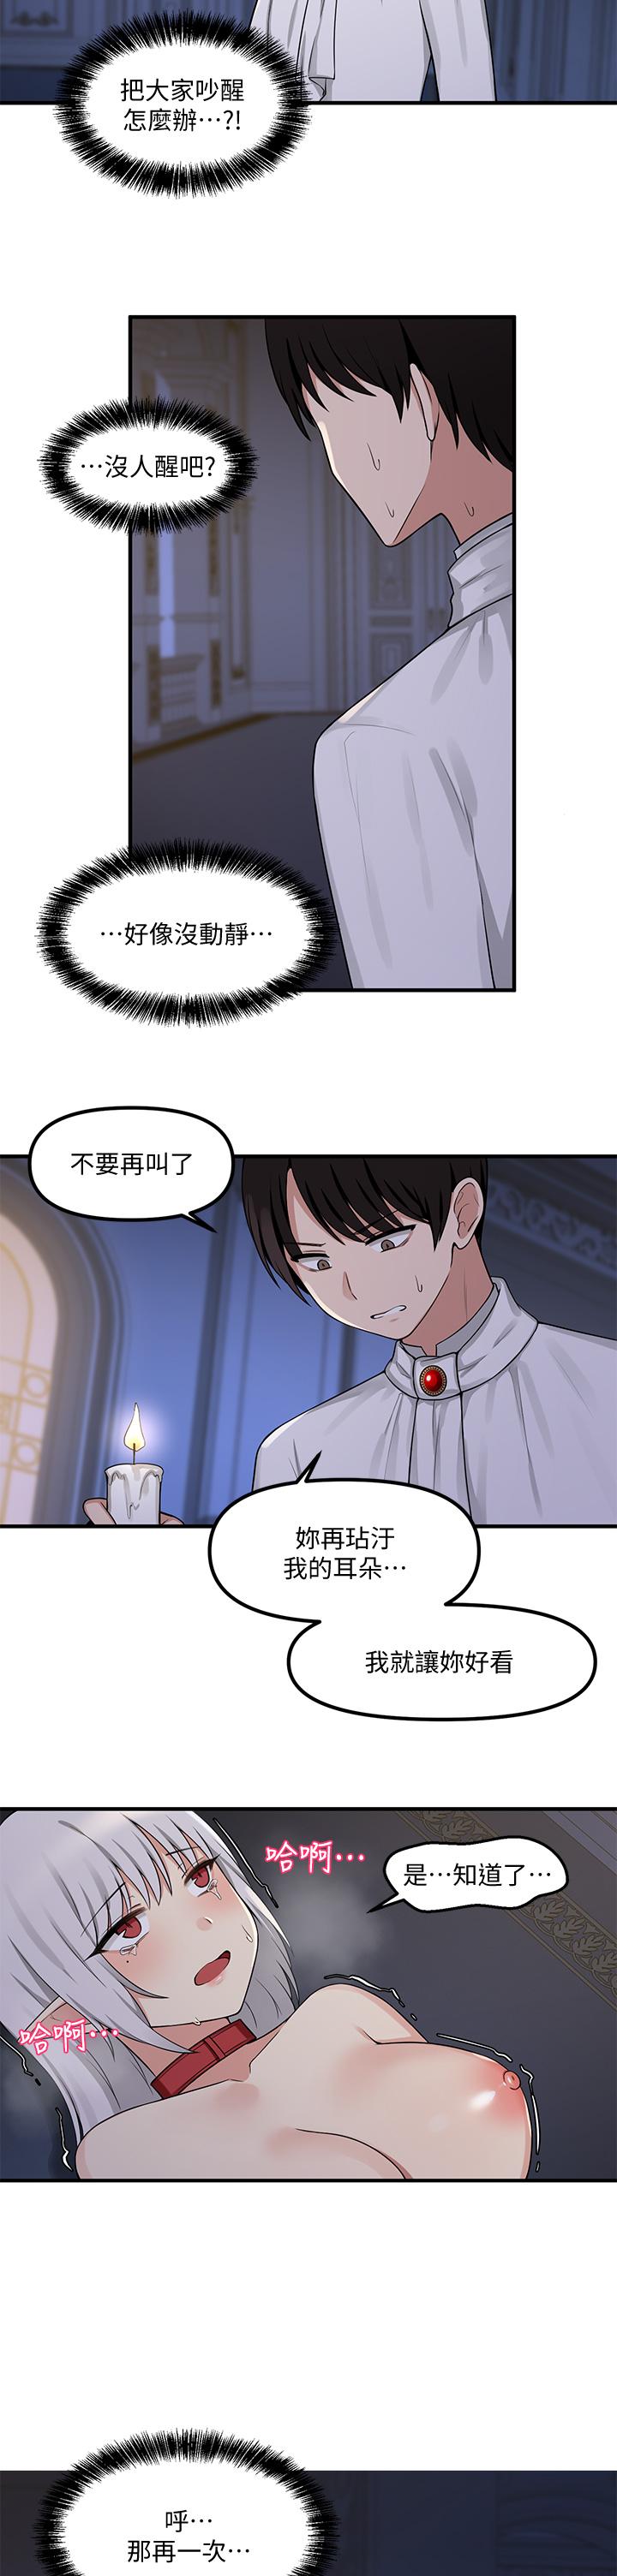 把大家吵醒
怎麼辦…?!
…沒人醒吧?
…好像沒動靜…
不要再叫了
妳再玷汙
我的耳朵…
我就讓妳好看
哈啊…
是…知道了…
哈啊…
呼…
那再一次…